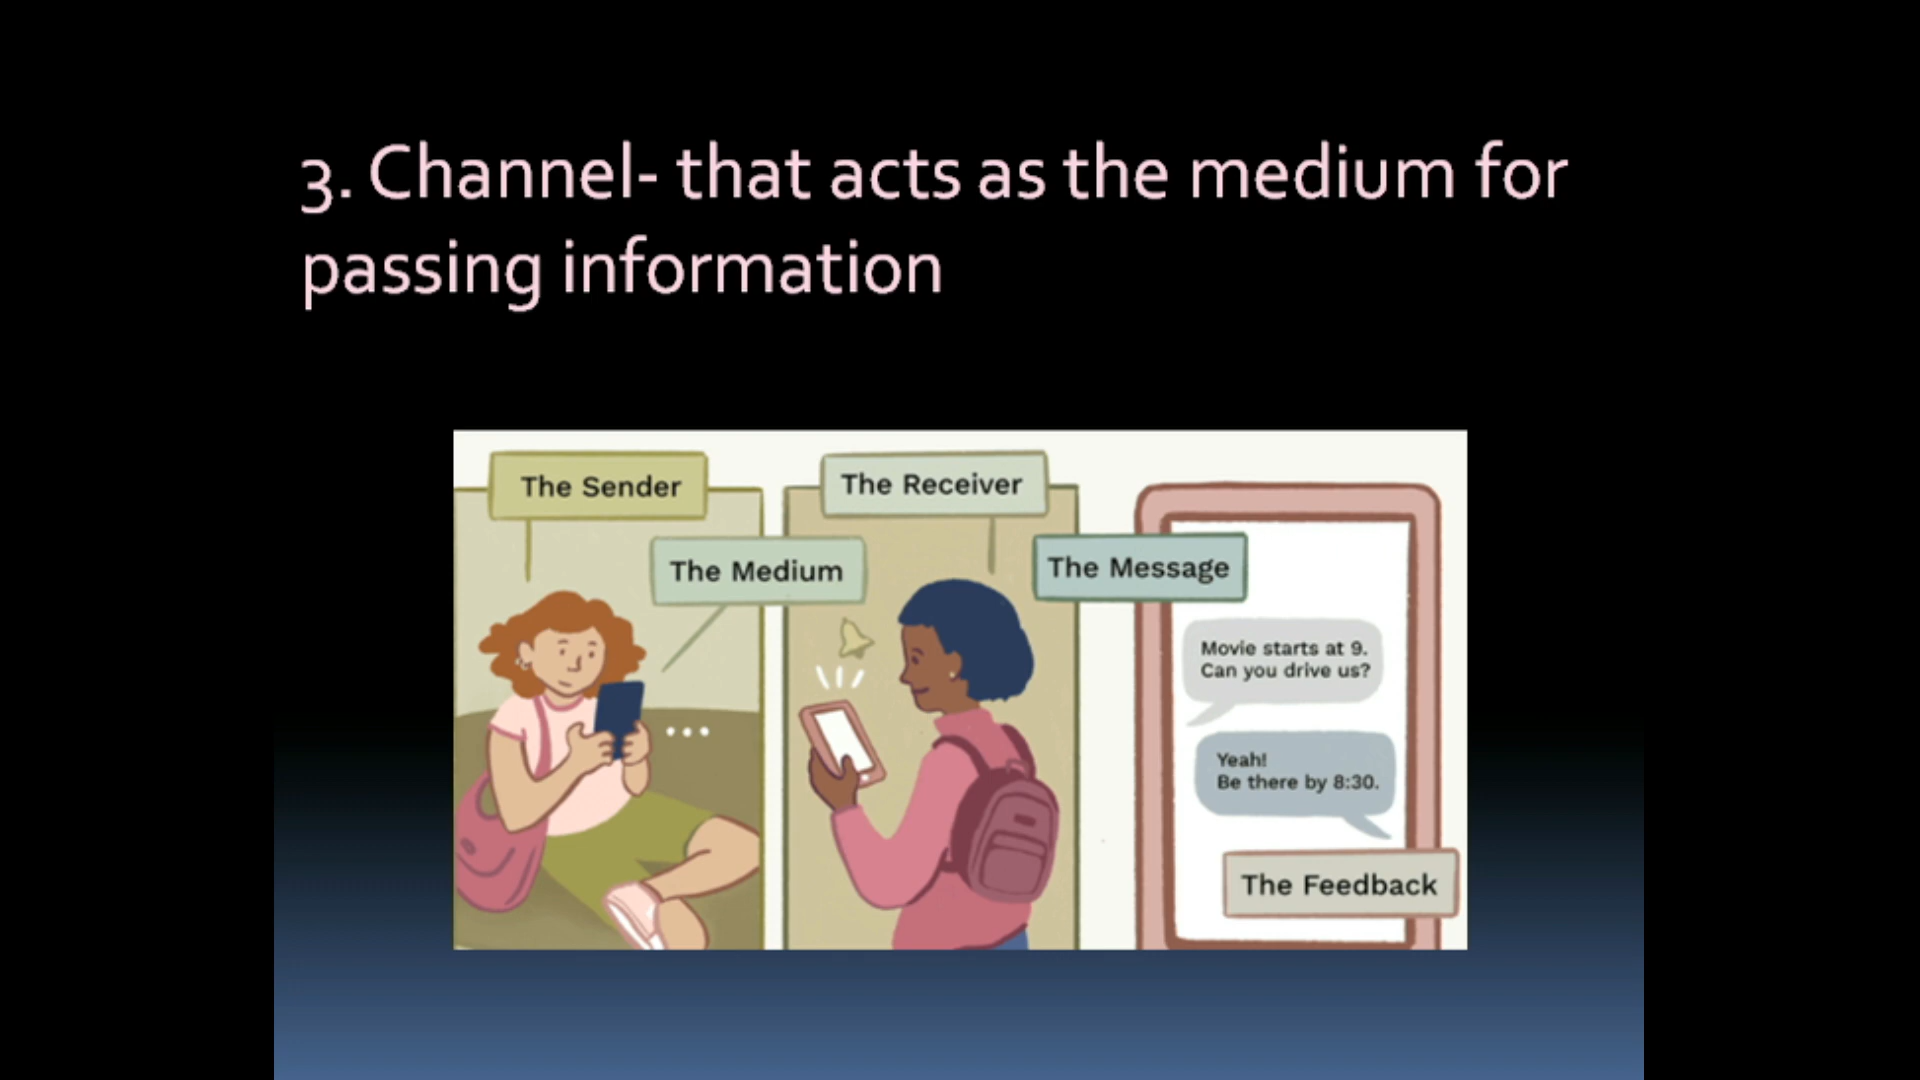 3. Channel- that acts as the medium for
passing information
The Sender
The Receiver
The Medium
The Message
Movie starts at 9.
Can you drive us?
Yeah!
Be there by 8:30.
The Feedback